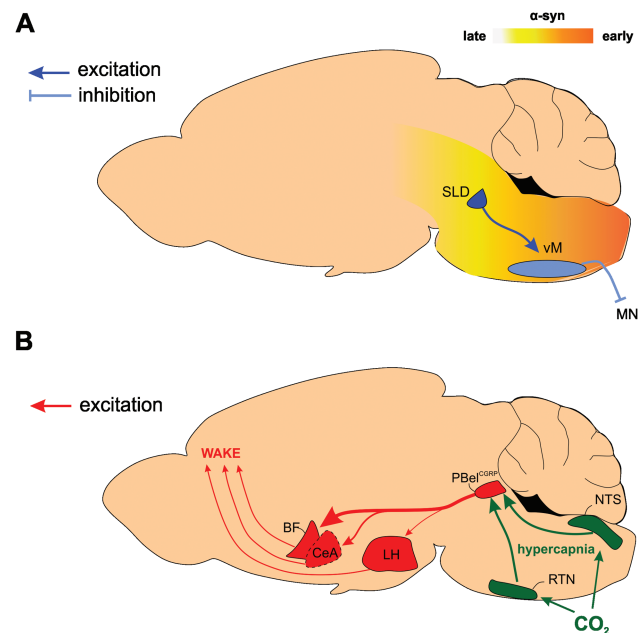 A
α-syn
late
early
excitation
inhibition
SLD
vM
MN
B
excitation
WAKE
PBel^CGRP
NTS
BF
CeA
LH
hypercapnia
RTN
CO₂